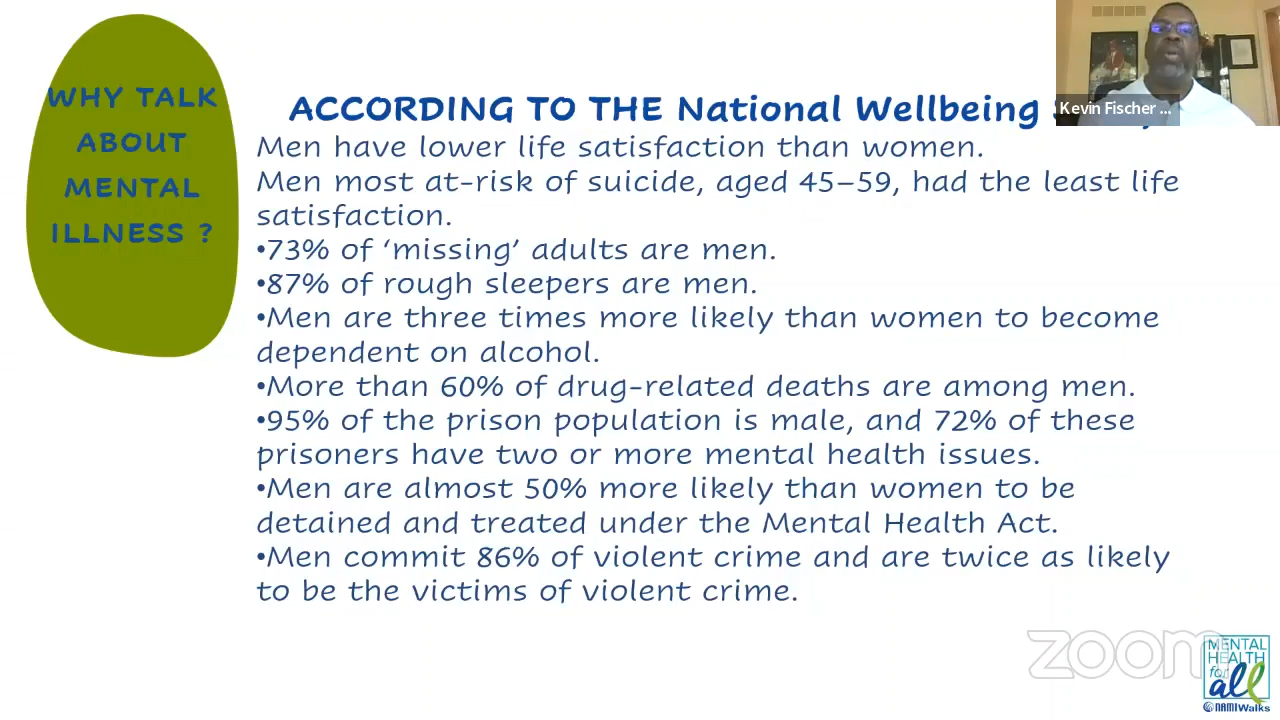 WHY TALK
ABOUT
MENTAL
ILLNESS ?
ACCORDING TO THE National Wellbeing
Men have lower life satisfaction than women.
Men most at-risk of suicide, aged 45–59, had the least life
satisfaction.
•73% of ‘missing’ adults are men.
•87% of rough sleepers are men.
•Men are three times more likely than women to become
dependent on alcohol.
•More than 60% of drug-related deaths are among men.
•95% of the prison population is male, and 72% of these
prisoners have two or more mental health issues.
•Men are almost 50% more likely than women to be
detained and treated under the Mental Health Act.
•Men commit 86% of violent crime and are twice as likely
to be the victims of violent crime.
Kevin Fischer ...
zoom
MENTAL
HEALTH
for
all
NAMIWalks